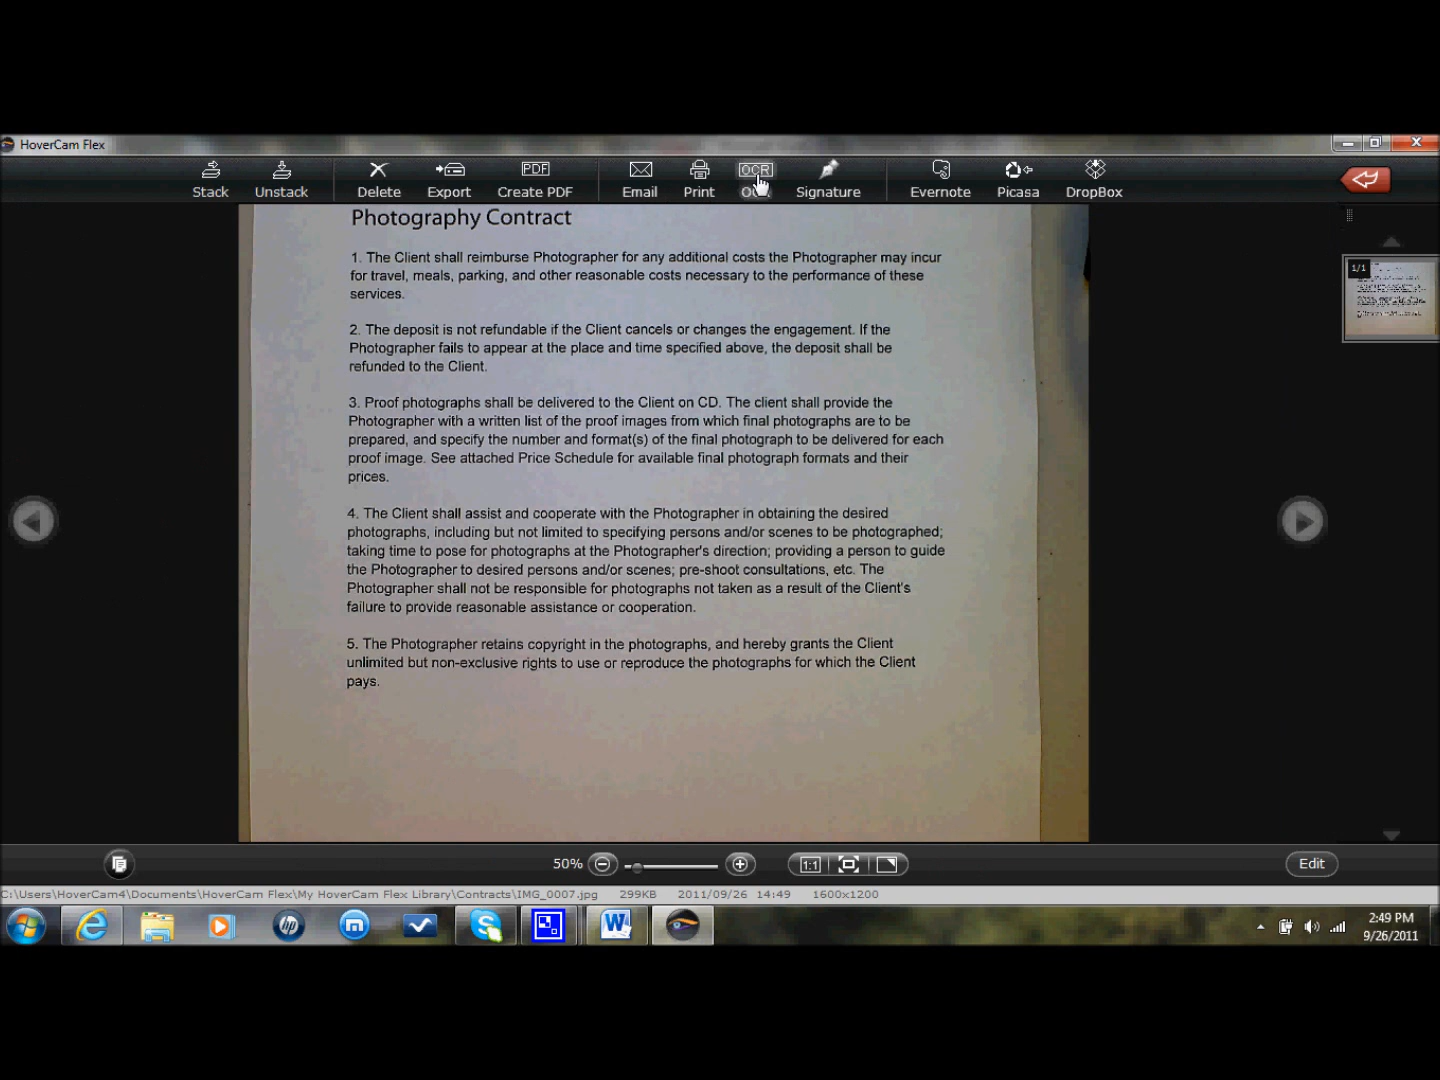 HoverCam Flex
Stack Unstack Delete Export Create PDF Email Print OCR Signature Evernote Picasa DropBox
PDF
OCR
Photography Contract
1. The Client shall reimburse Photographer for any additional costs the Photographer may incur
for travel, meals, parking, and other reasonable costs necessary to the performance of these
services.
2. The deposit is not refundable if the Client cancels or changes the engagement. If the
Photographer fails to appear at the place and time specified above, the deposit shall be
refunded to the Client.
3. Proof photographs shall be delivered to the Client on CD. The client shall provide the
Photographer with a written list of the proof images from which final photographs are to be
prepared, and specify the number and format(s) of the final photograph to be delivered for each
proof image. See attached Price Schedule for available final photograph formats and their
prices.
4. The Client shall assist and cooperate with the Photographer in obtaining the desired
photographs, including but not limited to specifying persons and/or scenes to be photographed;
taking time to pose for photographs at the Photographer's direction; providing a person to guide
the Photographer to desired persons and/or scenes; pre-shoot consultations, etc. The
Photographer shall not be responsible for photographs not taken as a result of the Client's
failure to provide reasonable assistance or cooperation.
5. The Photographer retains copyright in the photographs, and hereby grants the Client
unlimited but non-exclusive rights to use or reproduce the photographs for which the Client
pays.
1/1
50% 1:1 Edit
C:\Users\HoverCam4\Documents\HoverCam Flex\My HoverCam Flex Library\Contracts\IMG_0007.jpg 299KB 2011/09/26 14:49 1600x1200
hp
W
2:49 PM
9/26/2011